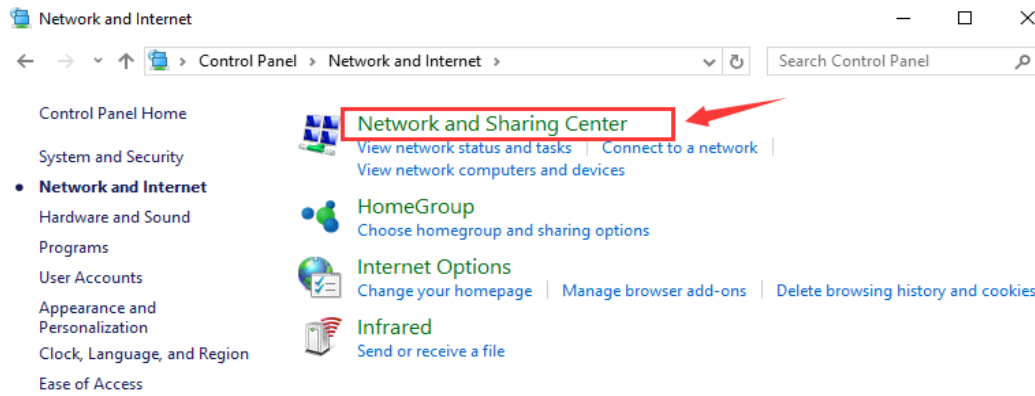 Network and Internet
Control Panel > Network and Internet >
Search Control Panel
Control Panel Home
System and Security
Network and Internet
Hardware and Sound
Programs
User Accounts
Appearance and
Personalization
Clock, Language, and Region
Ease of Access
Network and Sharing Center
View network status and tasks | Connect to a network |
View network computers and devices
HomeGroup
Choose homegroup and sharing options
Internet Options
Change your homepage | Manage browser add-ons | Delete browsing history and cookies
Infrared
Send or receive a file